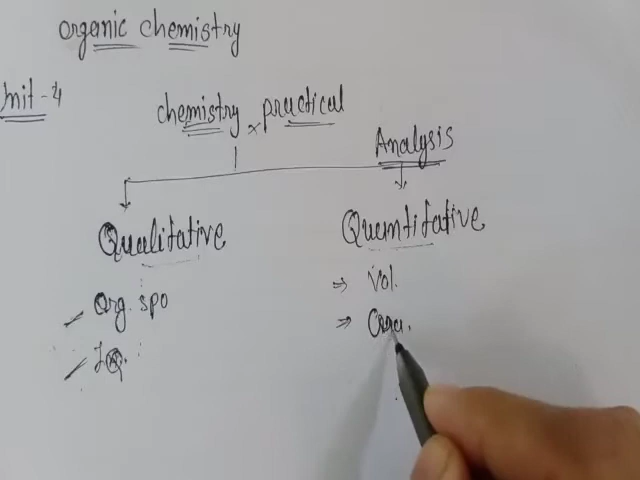 organic chemistry
Unit-4
chemistry practical
Analysis
Qualitative
Quantitative
Org. spo
⇒ Vol.
⇒ Gra.